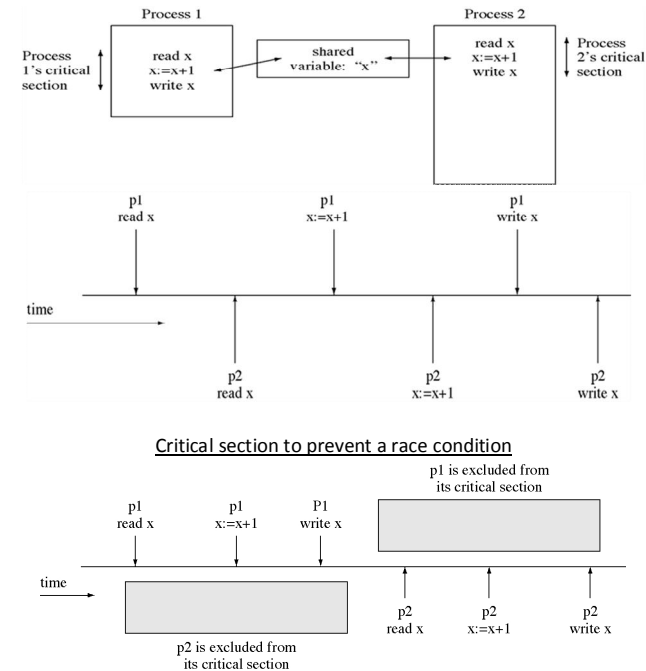 Process 1
Process 2
Process
1's critical
section
read x
x:=x+1
write x
shared
variable: "x"
read x
x:=x+1
write x
Process
2's critical
section
p1
read x
p1
x:=x+1
p1
write x
time
p2
read x
p2
x:=x+1
p2
write x
Critical section to prevent a race condition
p1 is excluded from
its critical section
p1
read x
p1
x:=x+1
P1
write x
time
p2
read x
p2
x:=x+1
p2
write x
p2 is excluded from
its critical section